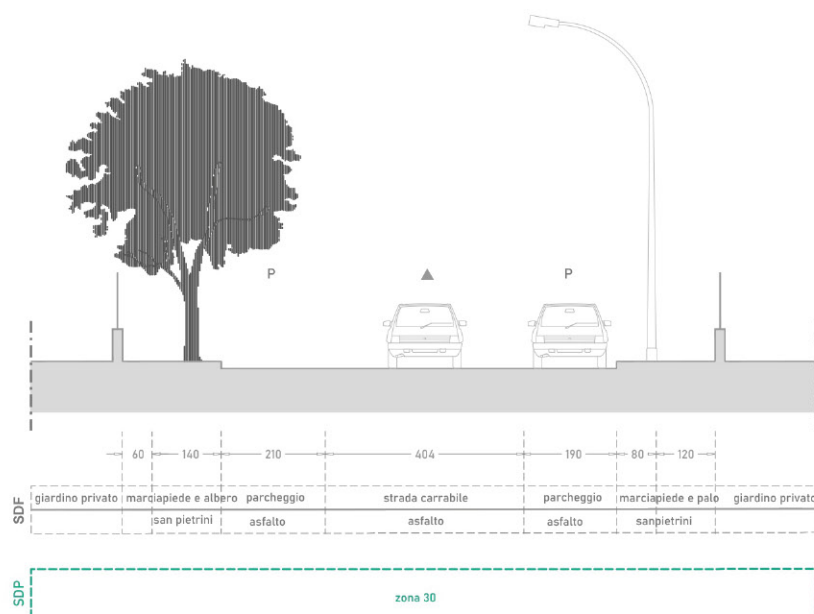 P
P
60 140 210 404 190 80 120
SDF
giardino privato marciapiede e albero parcheggio strada carrabile parcheggio marciapiede e palo giardino privato
san pietrini asfalto asfalto asfalto sanpietrini
SDP
zona 30